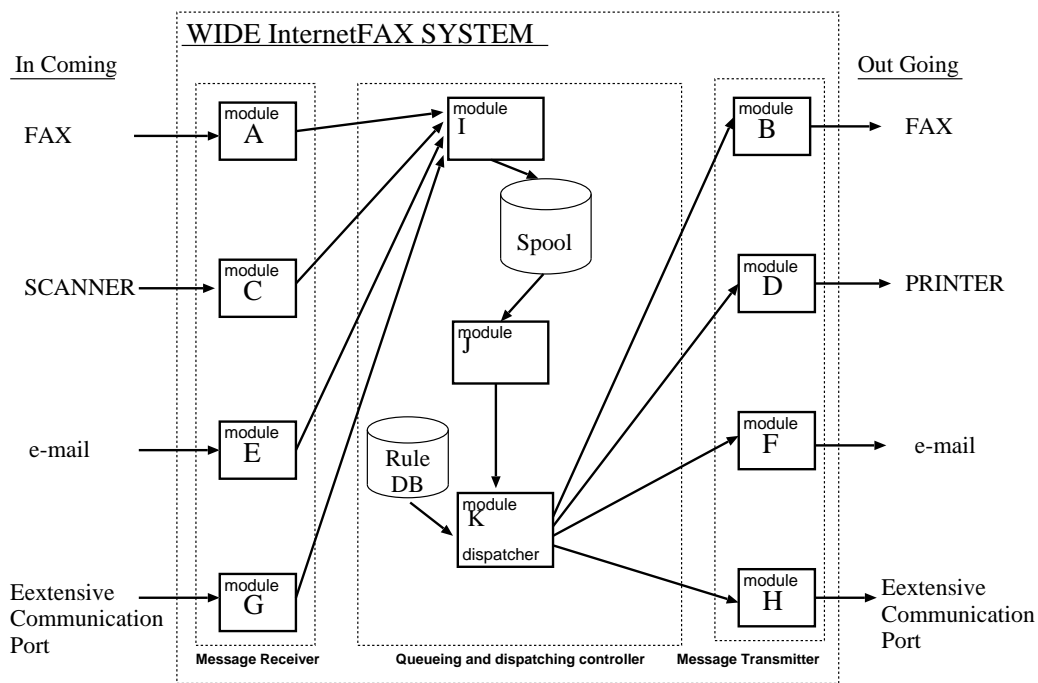 WIDE InternetFAX SYSTEM
In Coming
Out Going
FAX
module
A
module
I
module
B
FAX
Spool
SCANNER
module
C
module
D
PRINTER
module
J
e-mail
module
E
Rule
DB
module
F
e-mail
module
K
dispatcher
Eextensive
Communication
Port
module
G
module
H
Eextensive
Communication
Port
Message Receiver
Queueing and dispatching controller
Message Transmitter